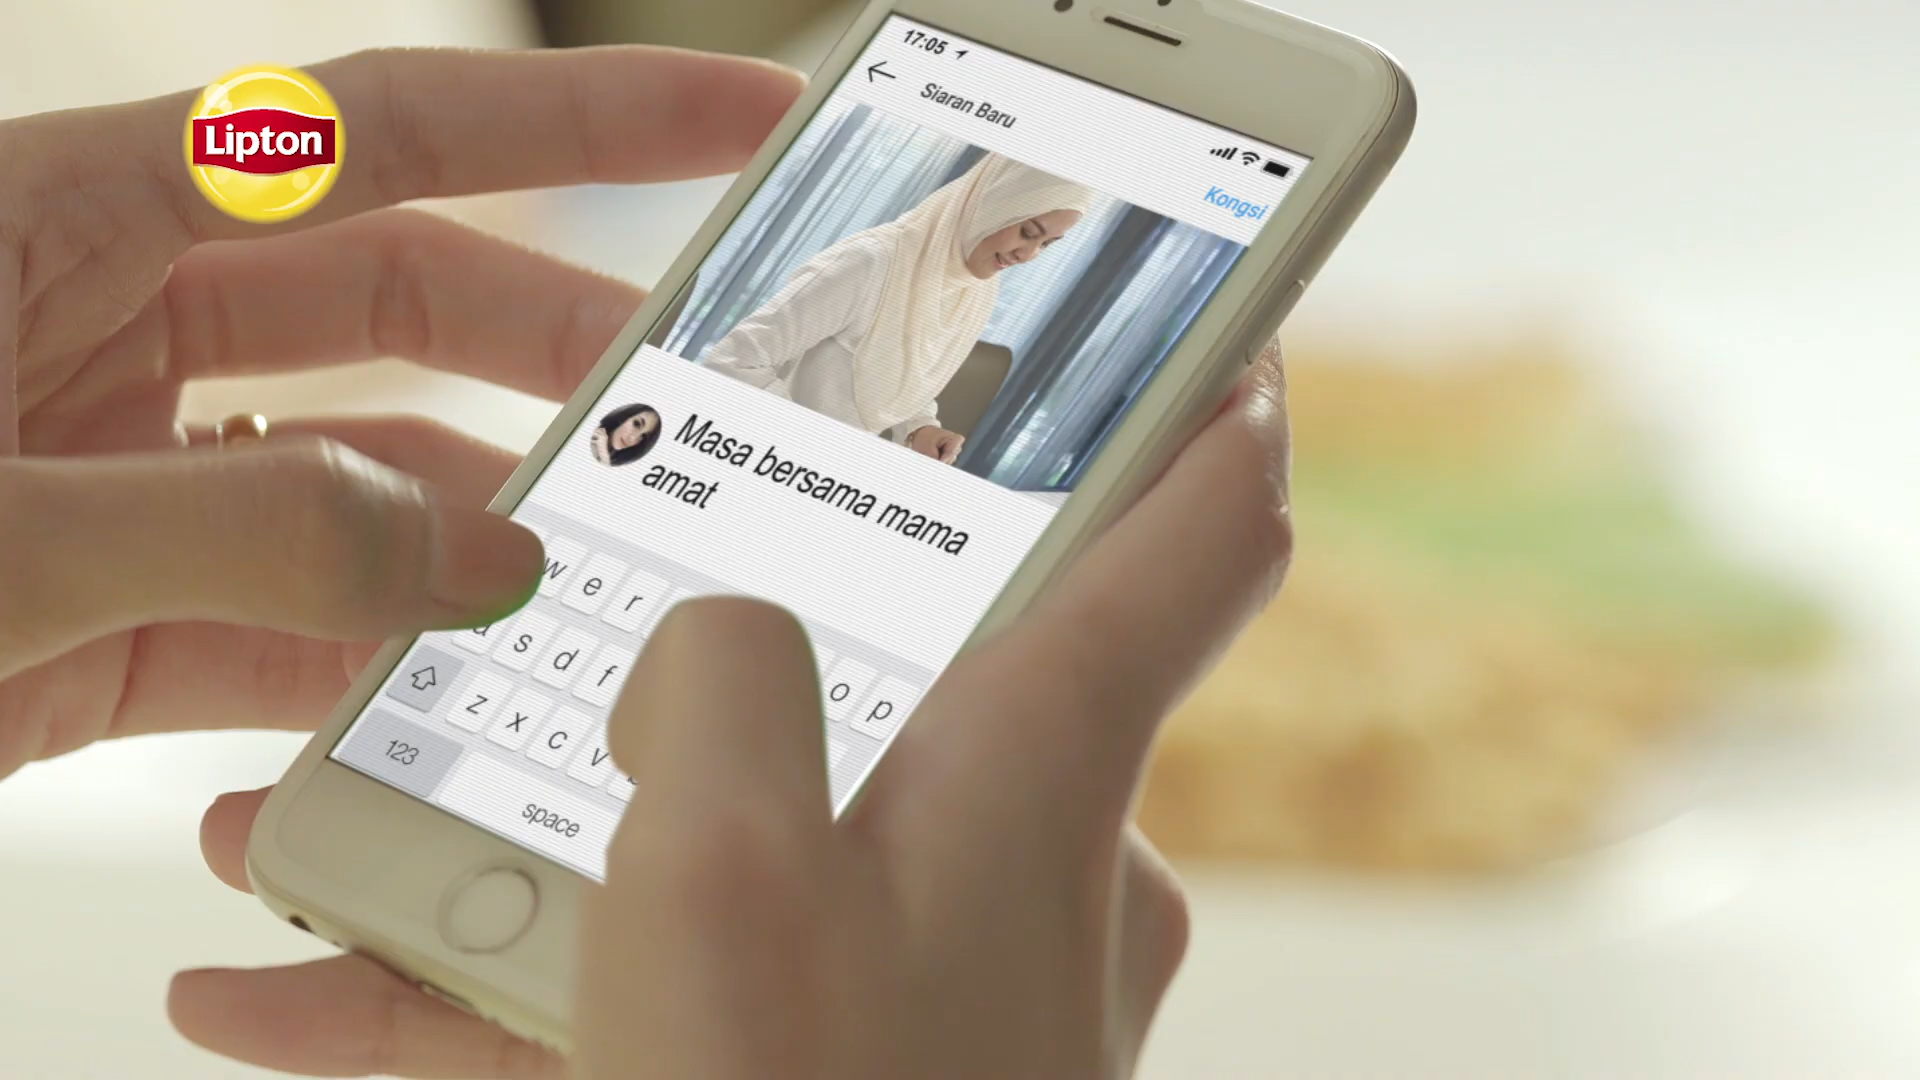 Lipton
17:05
Siaran Baru
Kongsi
Masa bersama mama
amat
w e r o p
a s d f
z x c v
123
space